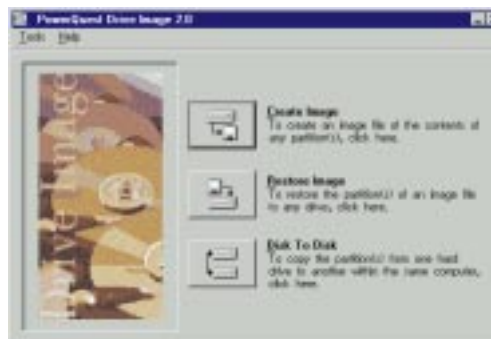 PowerQuest Drive Image 2.0
Tools Help
Drive Image
Create Image
To create an image file of the contents of
any partition(s), click here.
Restore Image
To restore the partition(s) of an image file
to any drive, click here.
Disk To Disk
To copy the partition(s) from one hard
drive to another within the same computer,
click here.